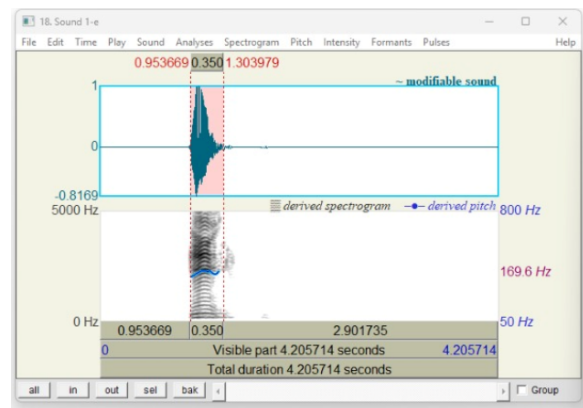 18. Sound 1-e
File Edit Time Play Sound Analyses Spectrogram Pitch Intensity Formants Pulses Help
0.953669 0.350 1.303979
~ modifiable sound
1
0
-0.8169
5000 Hz derived spectrogram derived pitch 800 Hz
169.6 Hz
0 Hz 50 Hz
0.953669 0.350 2.901735
0 Visible part 4.205714 seconds 4.205714
Total duration 4.205714 seconds
all in out sel bak Group